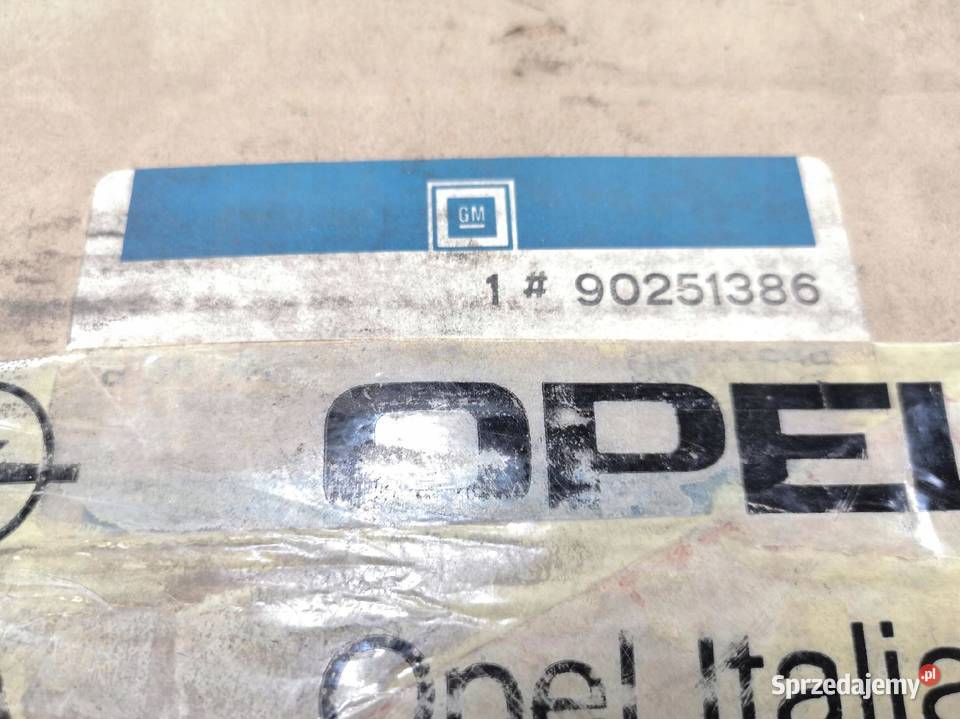 GM
1 # 90251386
OPEL
Opel Italia
Sprzedajemy.pl